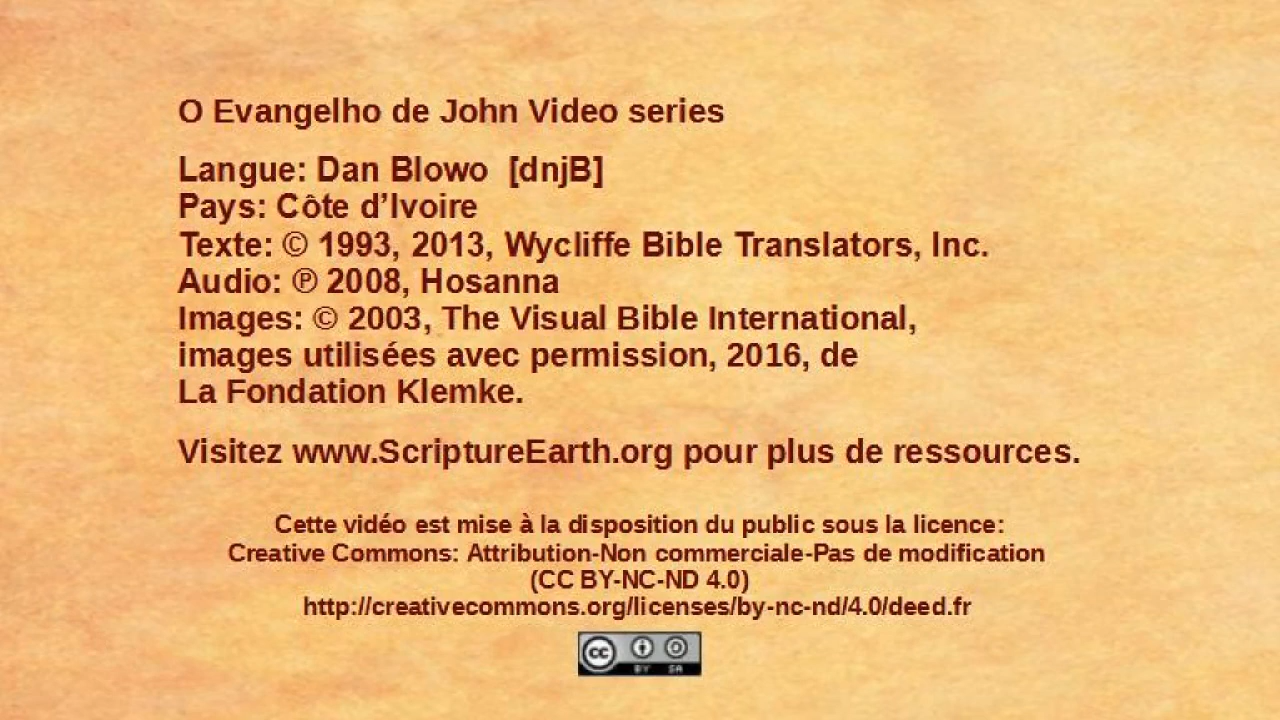 O Evangelho de John Video series
Langue: Dan Blowo [dnjB]
Pays: Côte d’Ivoire
Texte: © 1993, 2013, Wycliffe Bible Translators, Inc.
Audio: ℗ 2008, Hosanna
Images: © 2003, The Visual Bible International,
images utilisées avec permission, 2016, de
La Fondation Klemke.
Visitez www.ScriptureEarth.org pour plus de ressources.
Cette vidéo est mise à la disposition du public sous la licence:
Creative Commons: Attribution-Non commerciale-Pas de modification
(CC BY-NC-ND 4.0)
http://creativecommons.org/licenses/by-nc-nd/4.0/deed.fr
cc BY SA